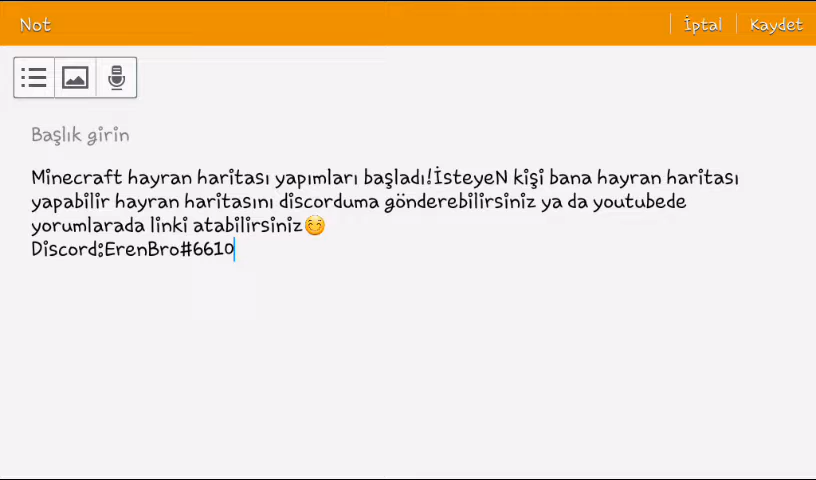 Not İptal Kaydet
Başlık girin
Minecraft hayran haritası yapımları başladı!İsteyeN kişi bana hayran haritası
yapabilir hayran haritasını discorduma gönderebilirsiniz ya da youtubede
yorumlarada linki atabilirsiniz😊
Discord:ErenBro#6610